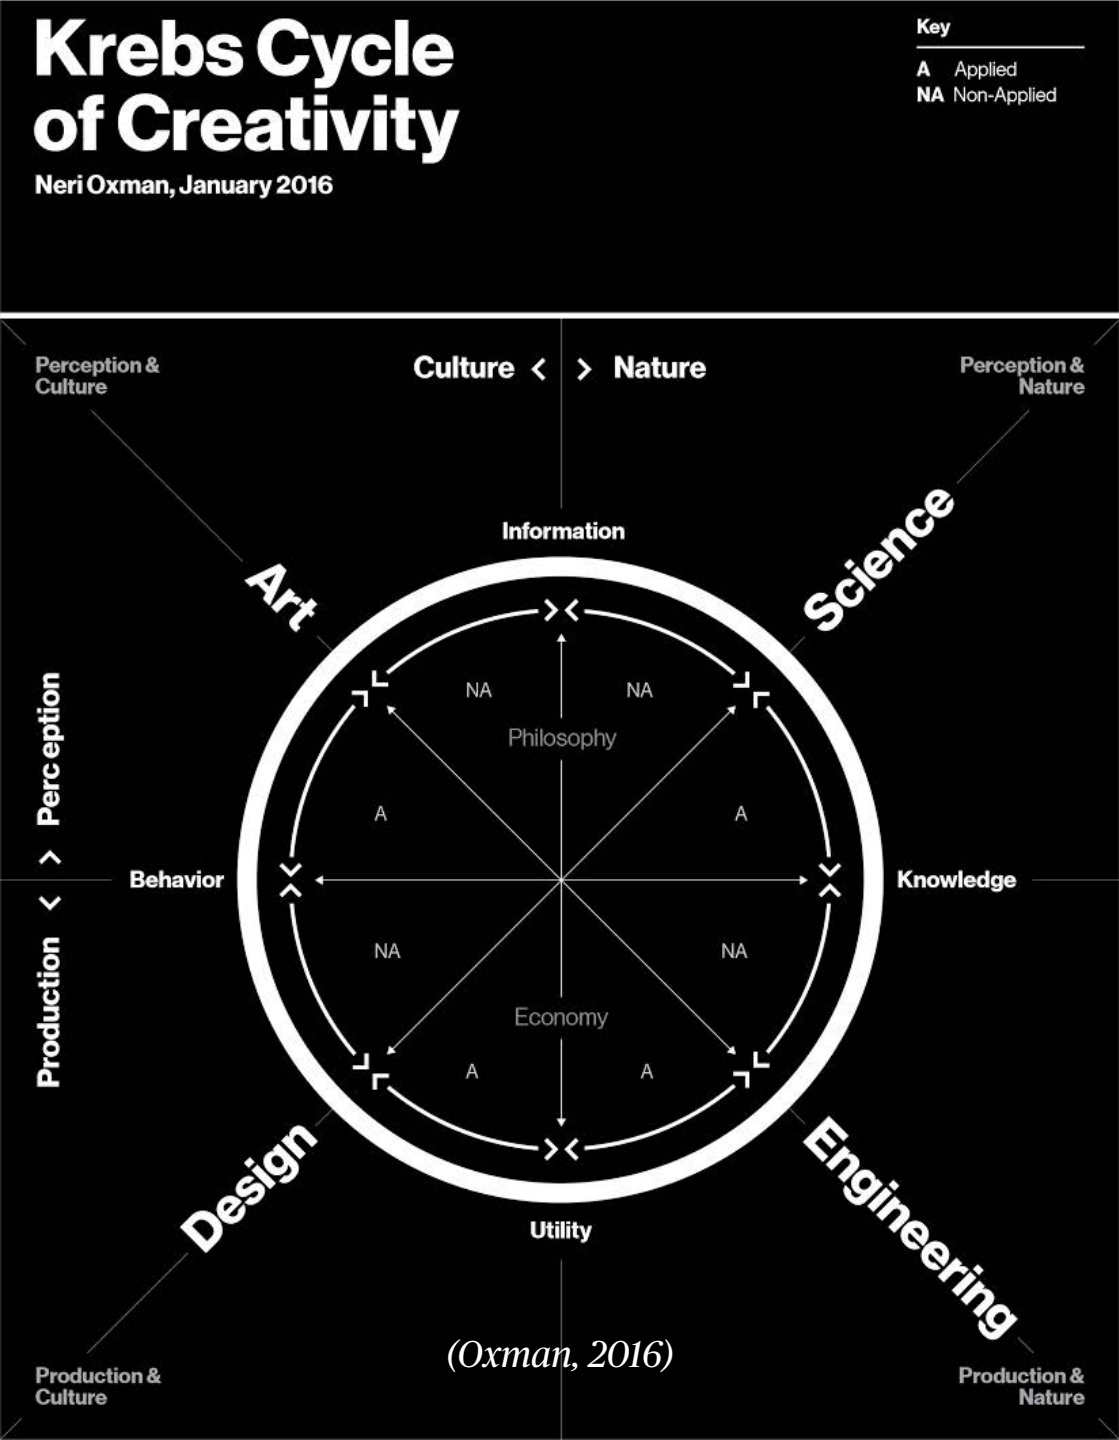 Krebs Cycle
of Creativity
Neri Oxman, January 2016
Key
A Applied
NA Non-Applied
Perception &
Culture
Culture < > Nature
Perception &
Nature
Information
Art
Science
NA
NA
Philosophy
Production < > Perception
A
A
Behavior
Knowledge
NA
NA
Economy
A
A
Design
Engineering
Utility
(Oxman, 2016)
Production &
Culture
Production &
Nature